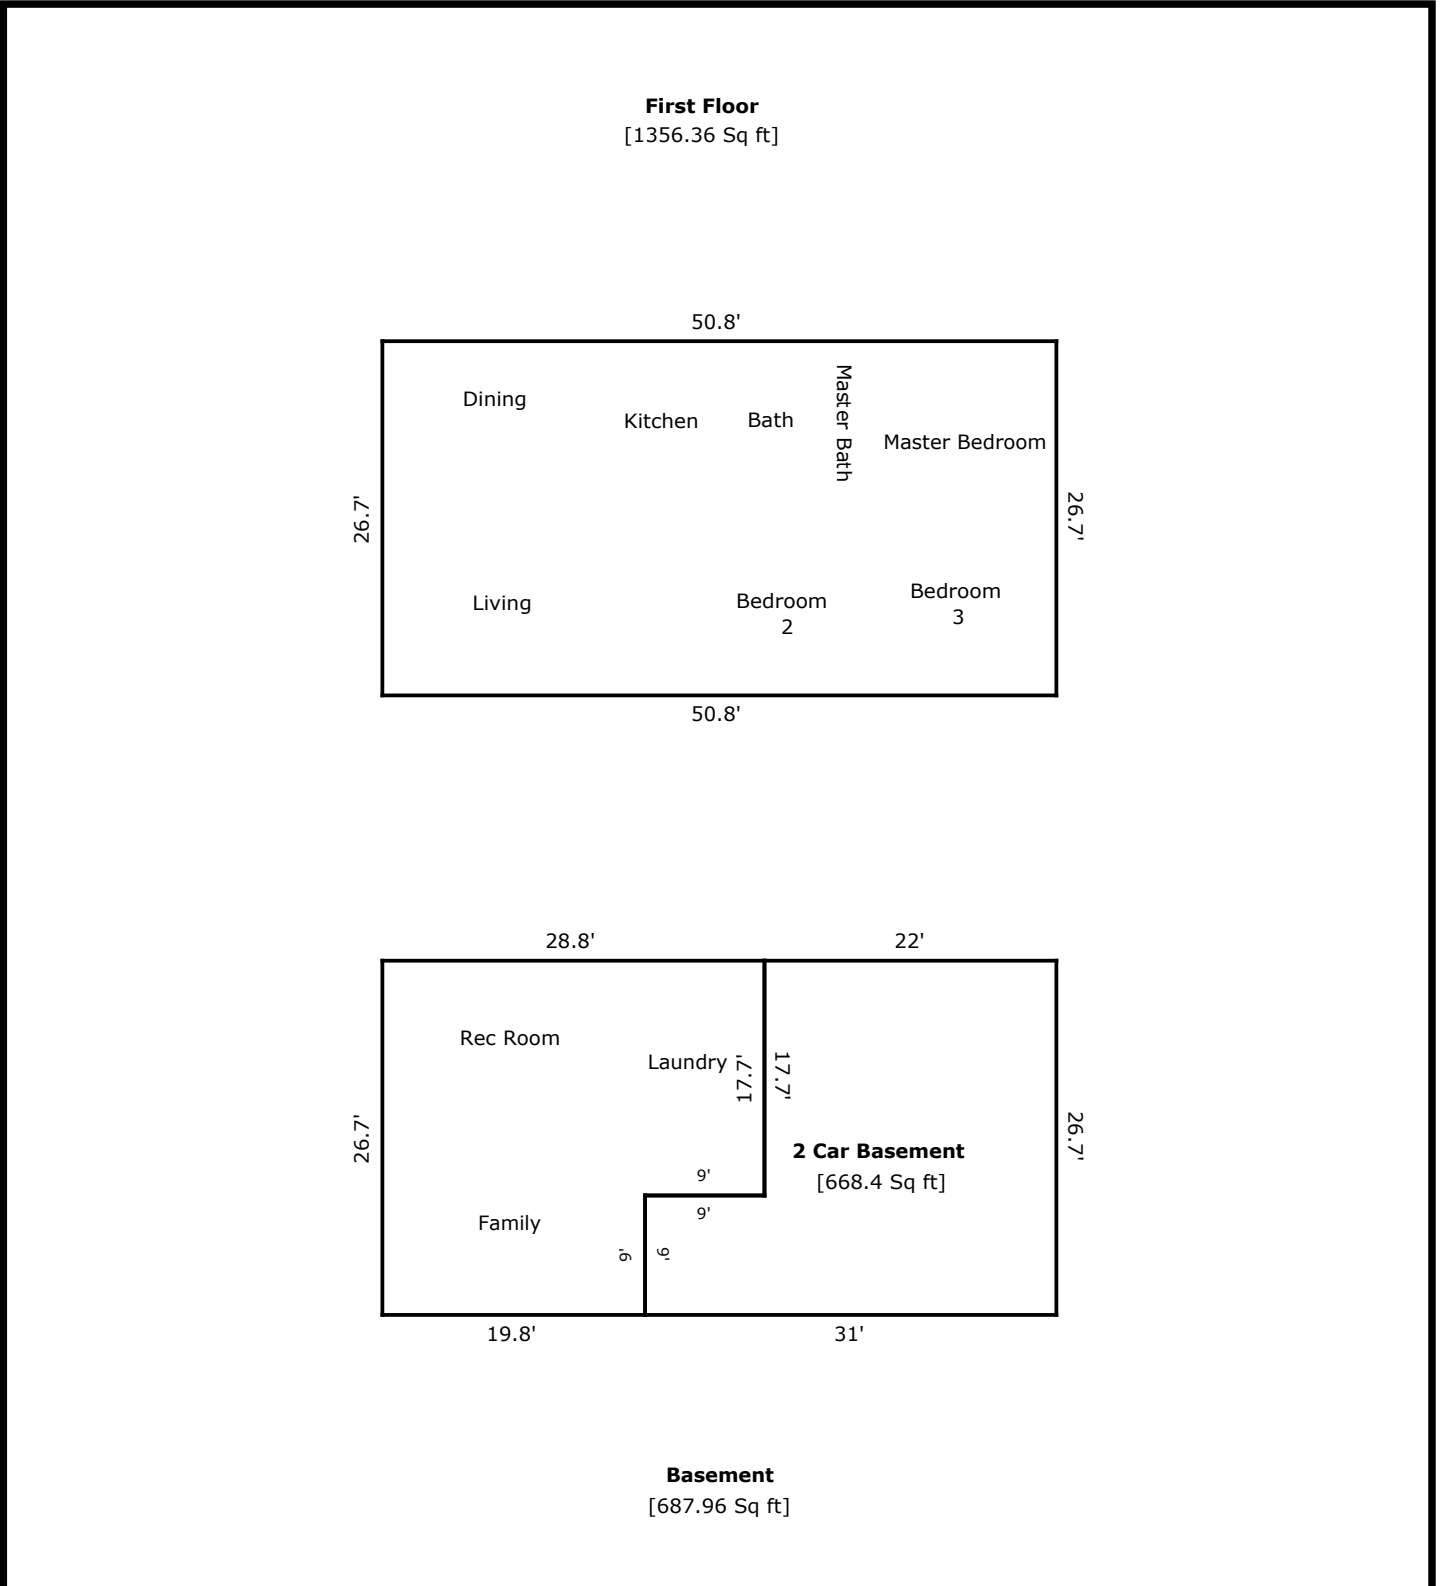 First Floor
[1356.36 Sq ft]
50.8'
Dining
Kitchen
Bath
Master Bath
Master Bedroom
26.7'
26.7'
Living
Bedroom
2
Bedroom
3
50.8'
28.8'
22'
Rec Room
Laundry
17.7'
17.7'
26.7'
26.7'
2 Car Basement
[668.4 Sq ft]
9'
9'
Family
9'
9'
19.8'
31'
Basement
[687.96 Sq ft]